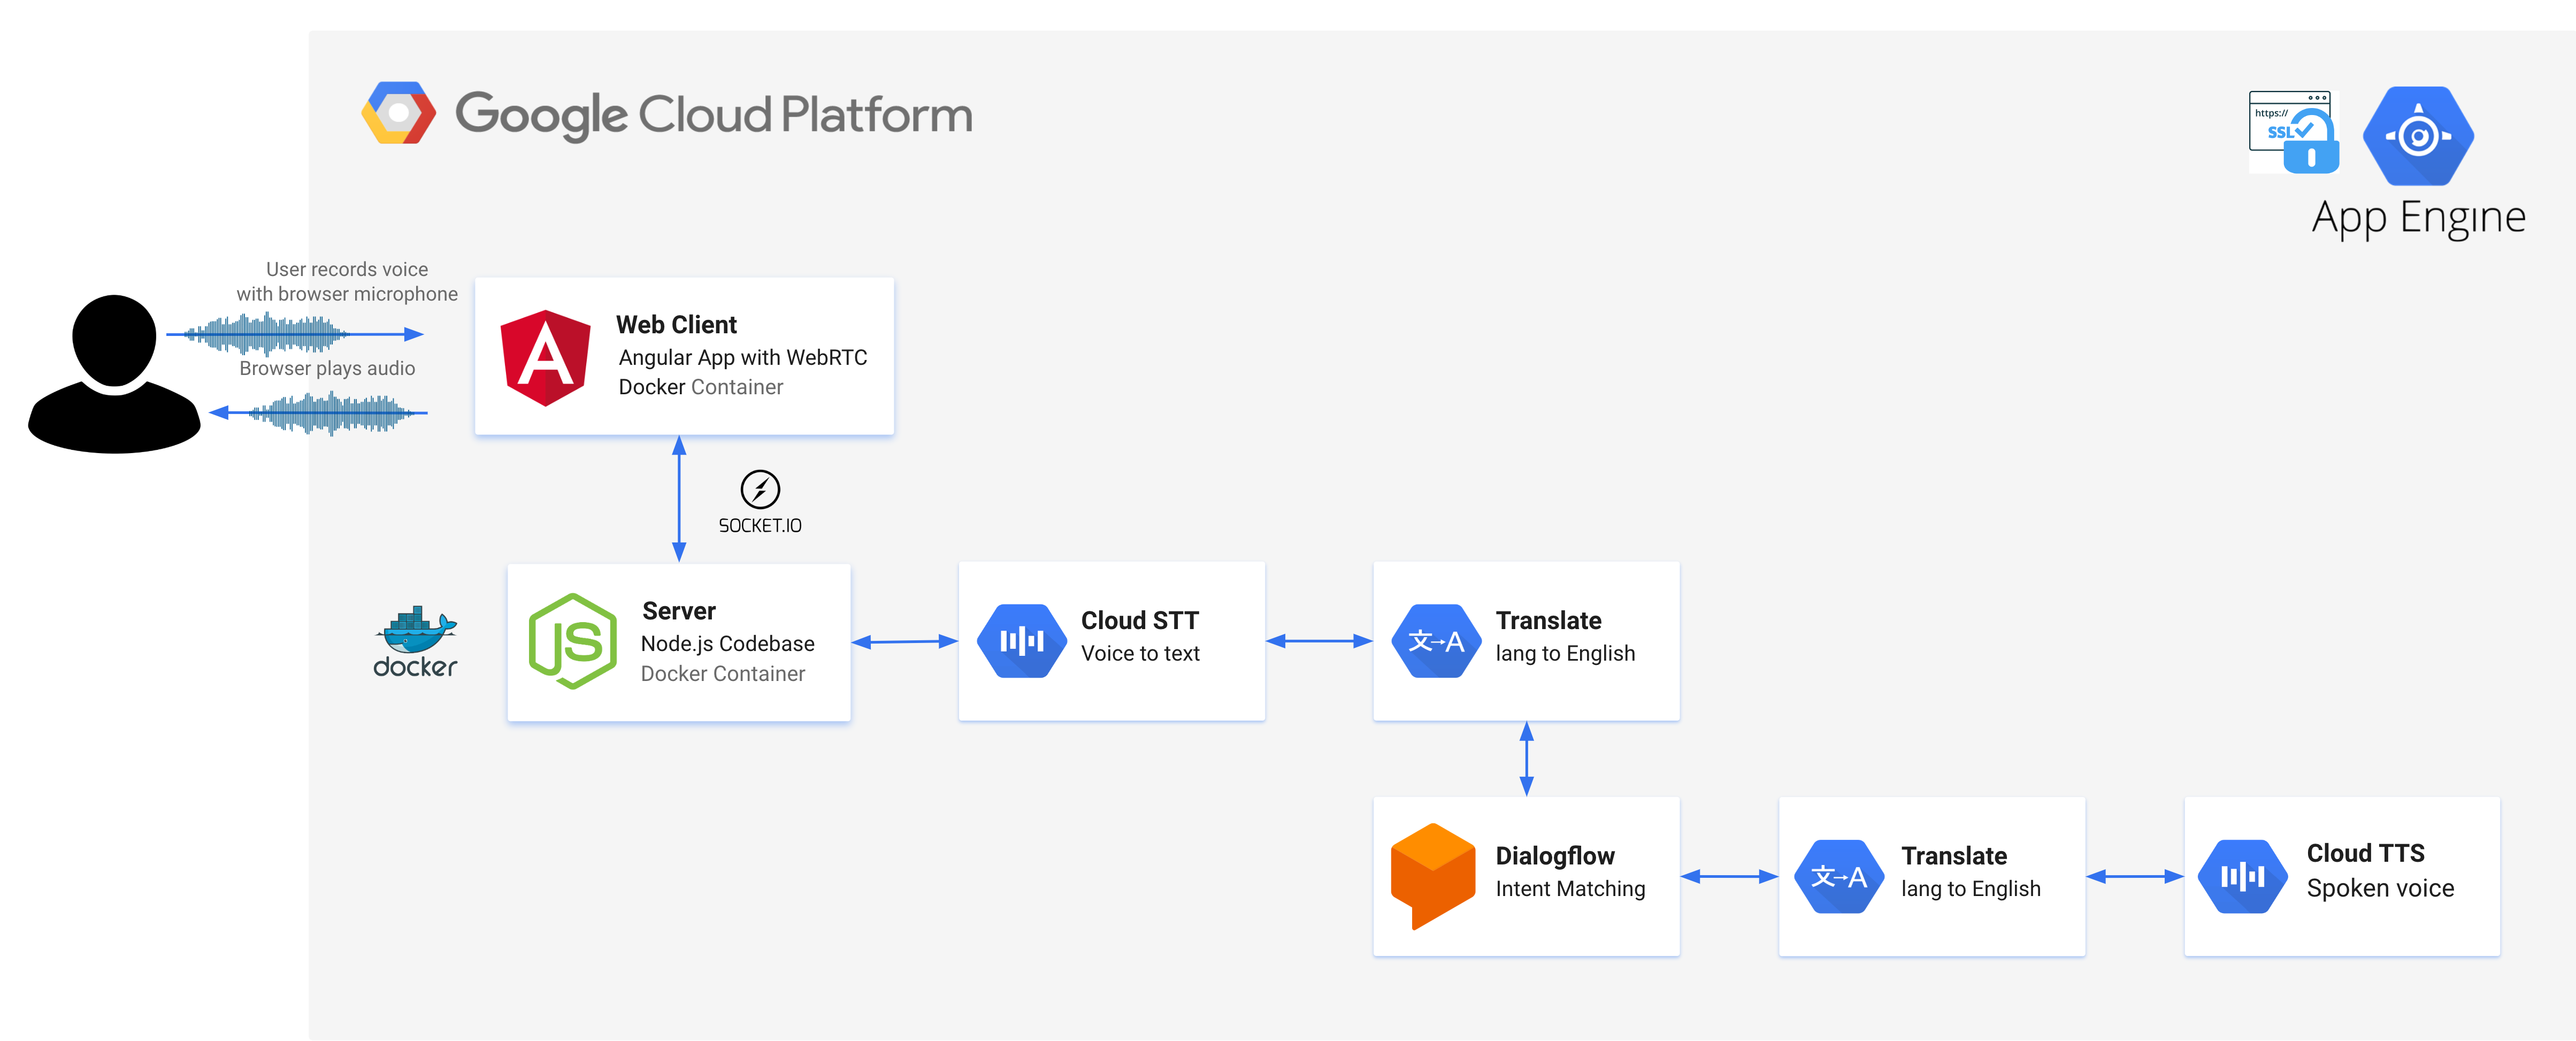 Google Cloud Platform
https://
SSL
App Engine
User records voice
with browser microphone
Browser plays audio
Web Client
Angular App with WebRTC
Docker Container
SOCKET.IO
docker
Server
Node.js Codebase
Docker Container
Cloud STT
Voice to text
文→A
Translate
lang to English
Dialogflow
Intent Matching
文→A
Translate
lang to English
Cloud TTS
Spoken voice
A
JS